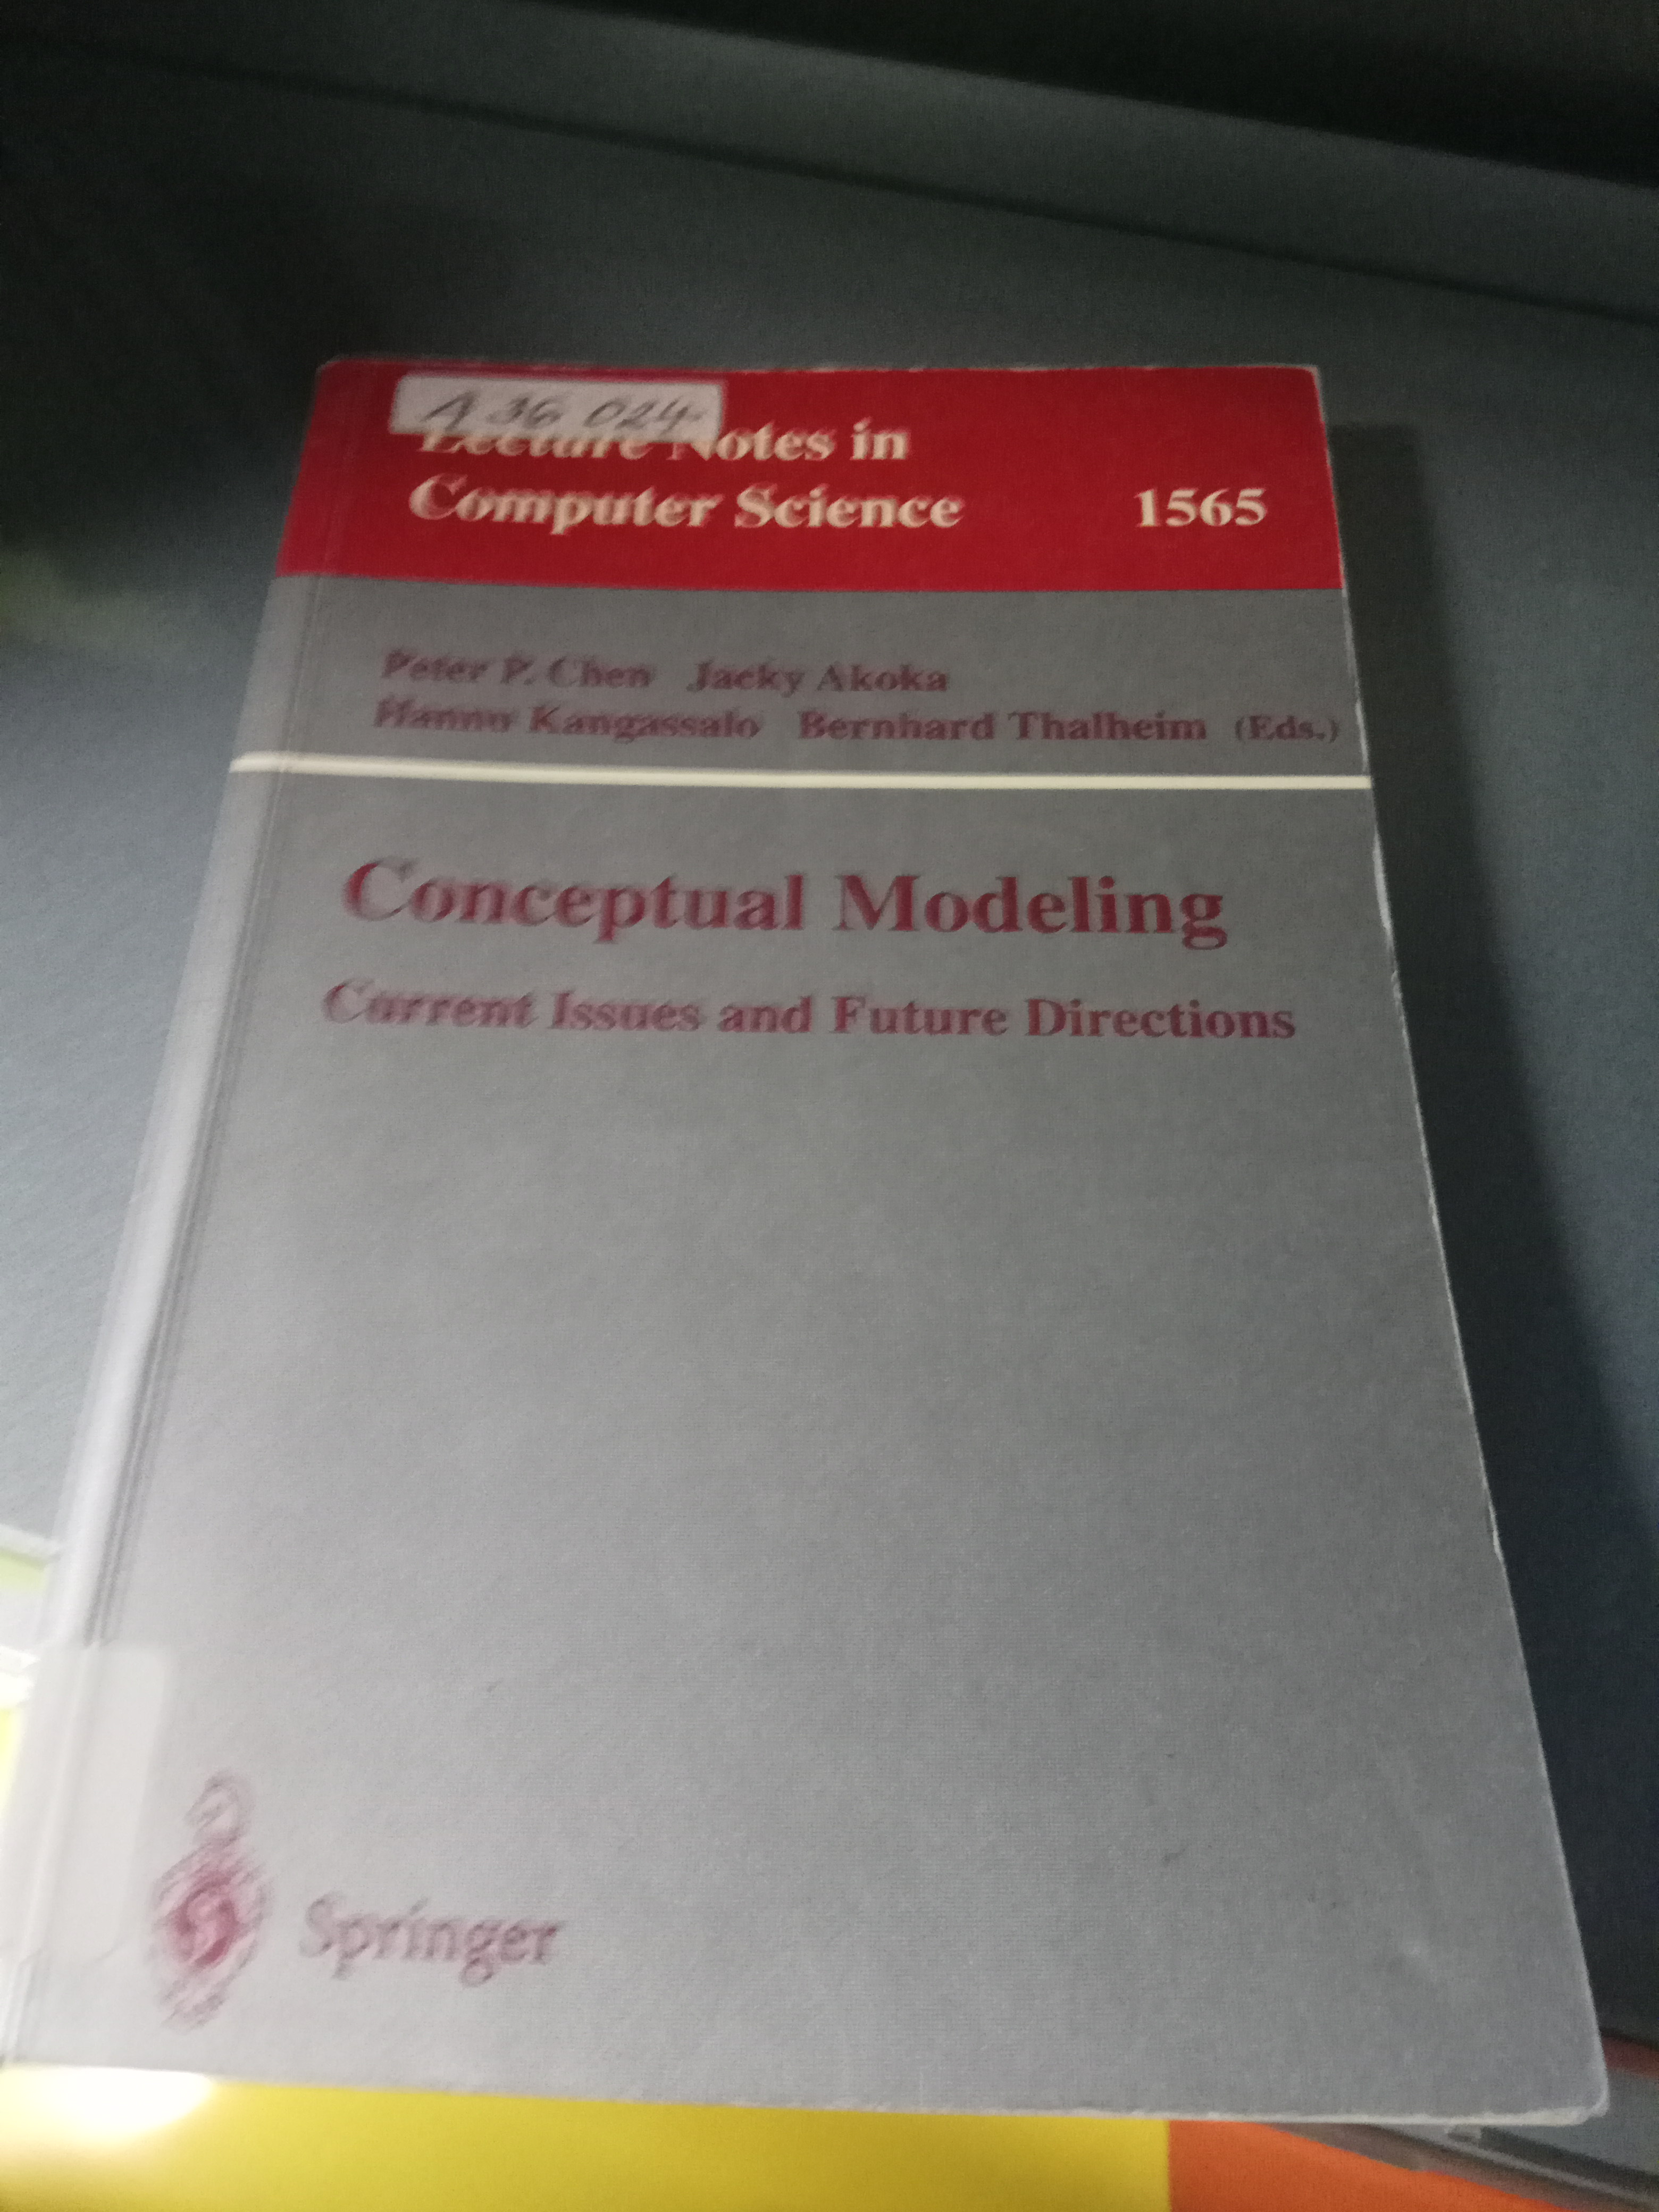 A 36 024
Lecture Notes in
Computer Science 1565
Peter P. Chen Jacky Akoka
Hannu Kangassalo Bernhard Thalheim (Eds.)
Conceptual Modeling
Current Issues and Future Directions
Springer